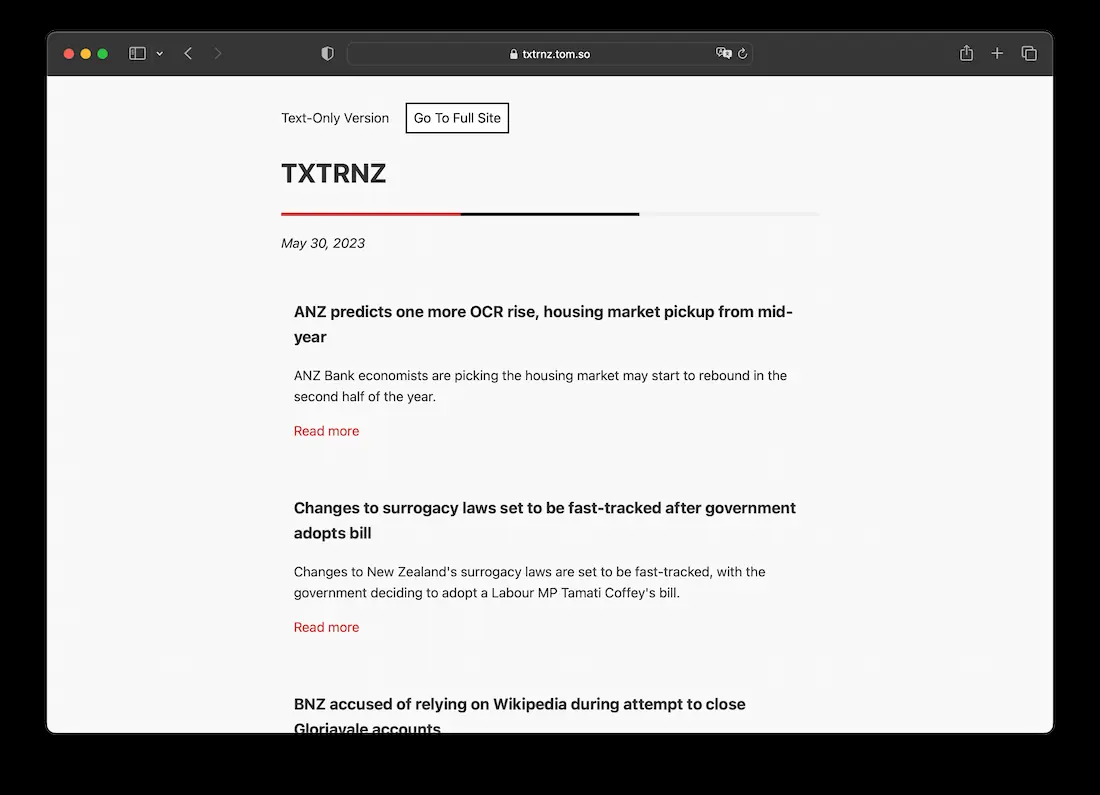 txtrnz.tom.so
Text-Only Version Go To Full Site
TXTRNZ
May 30, 2023
ANZ predicts one more OCR rise, housing market pickup from mid-
year
ANZ Bank economists are picking the housing market may start to rebound in the
second half of the year.
Read more
Changes to surrogacy laws set to be fast-tracked after government
adopts bill
Changes to New Zealand's surrogacy laws are set to be fast-tracked, with the
government deciding to adopt a Labour MP Tamati Coffey's bill.
Read more
BNZ accused of relying on Wikipedia during attempt to close
Gloriavale accounts